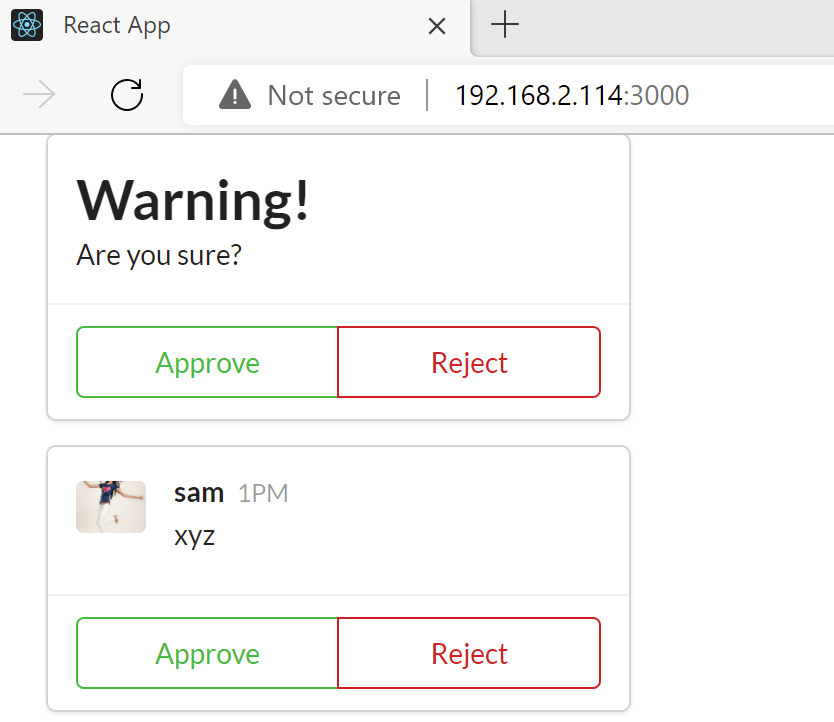 React App
Not secure 192.168.2.114:3000
Warning!
Are you sure?
Approve Reject
sam 1PM
xyz
Approve Reject